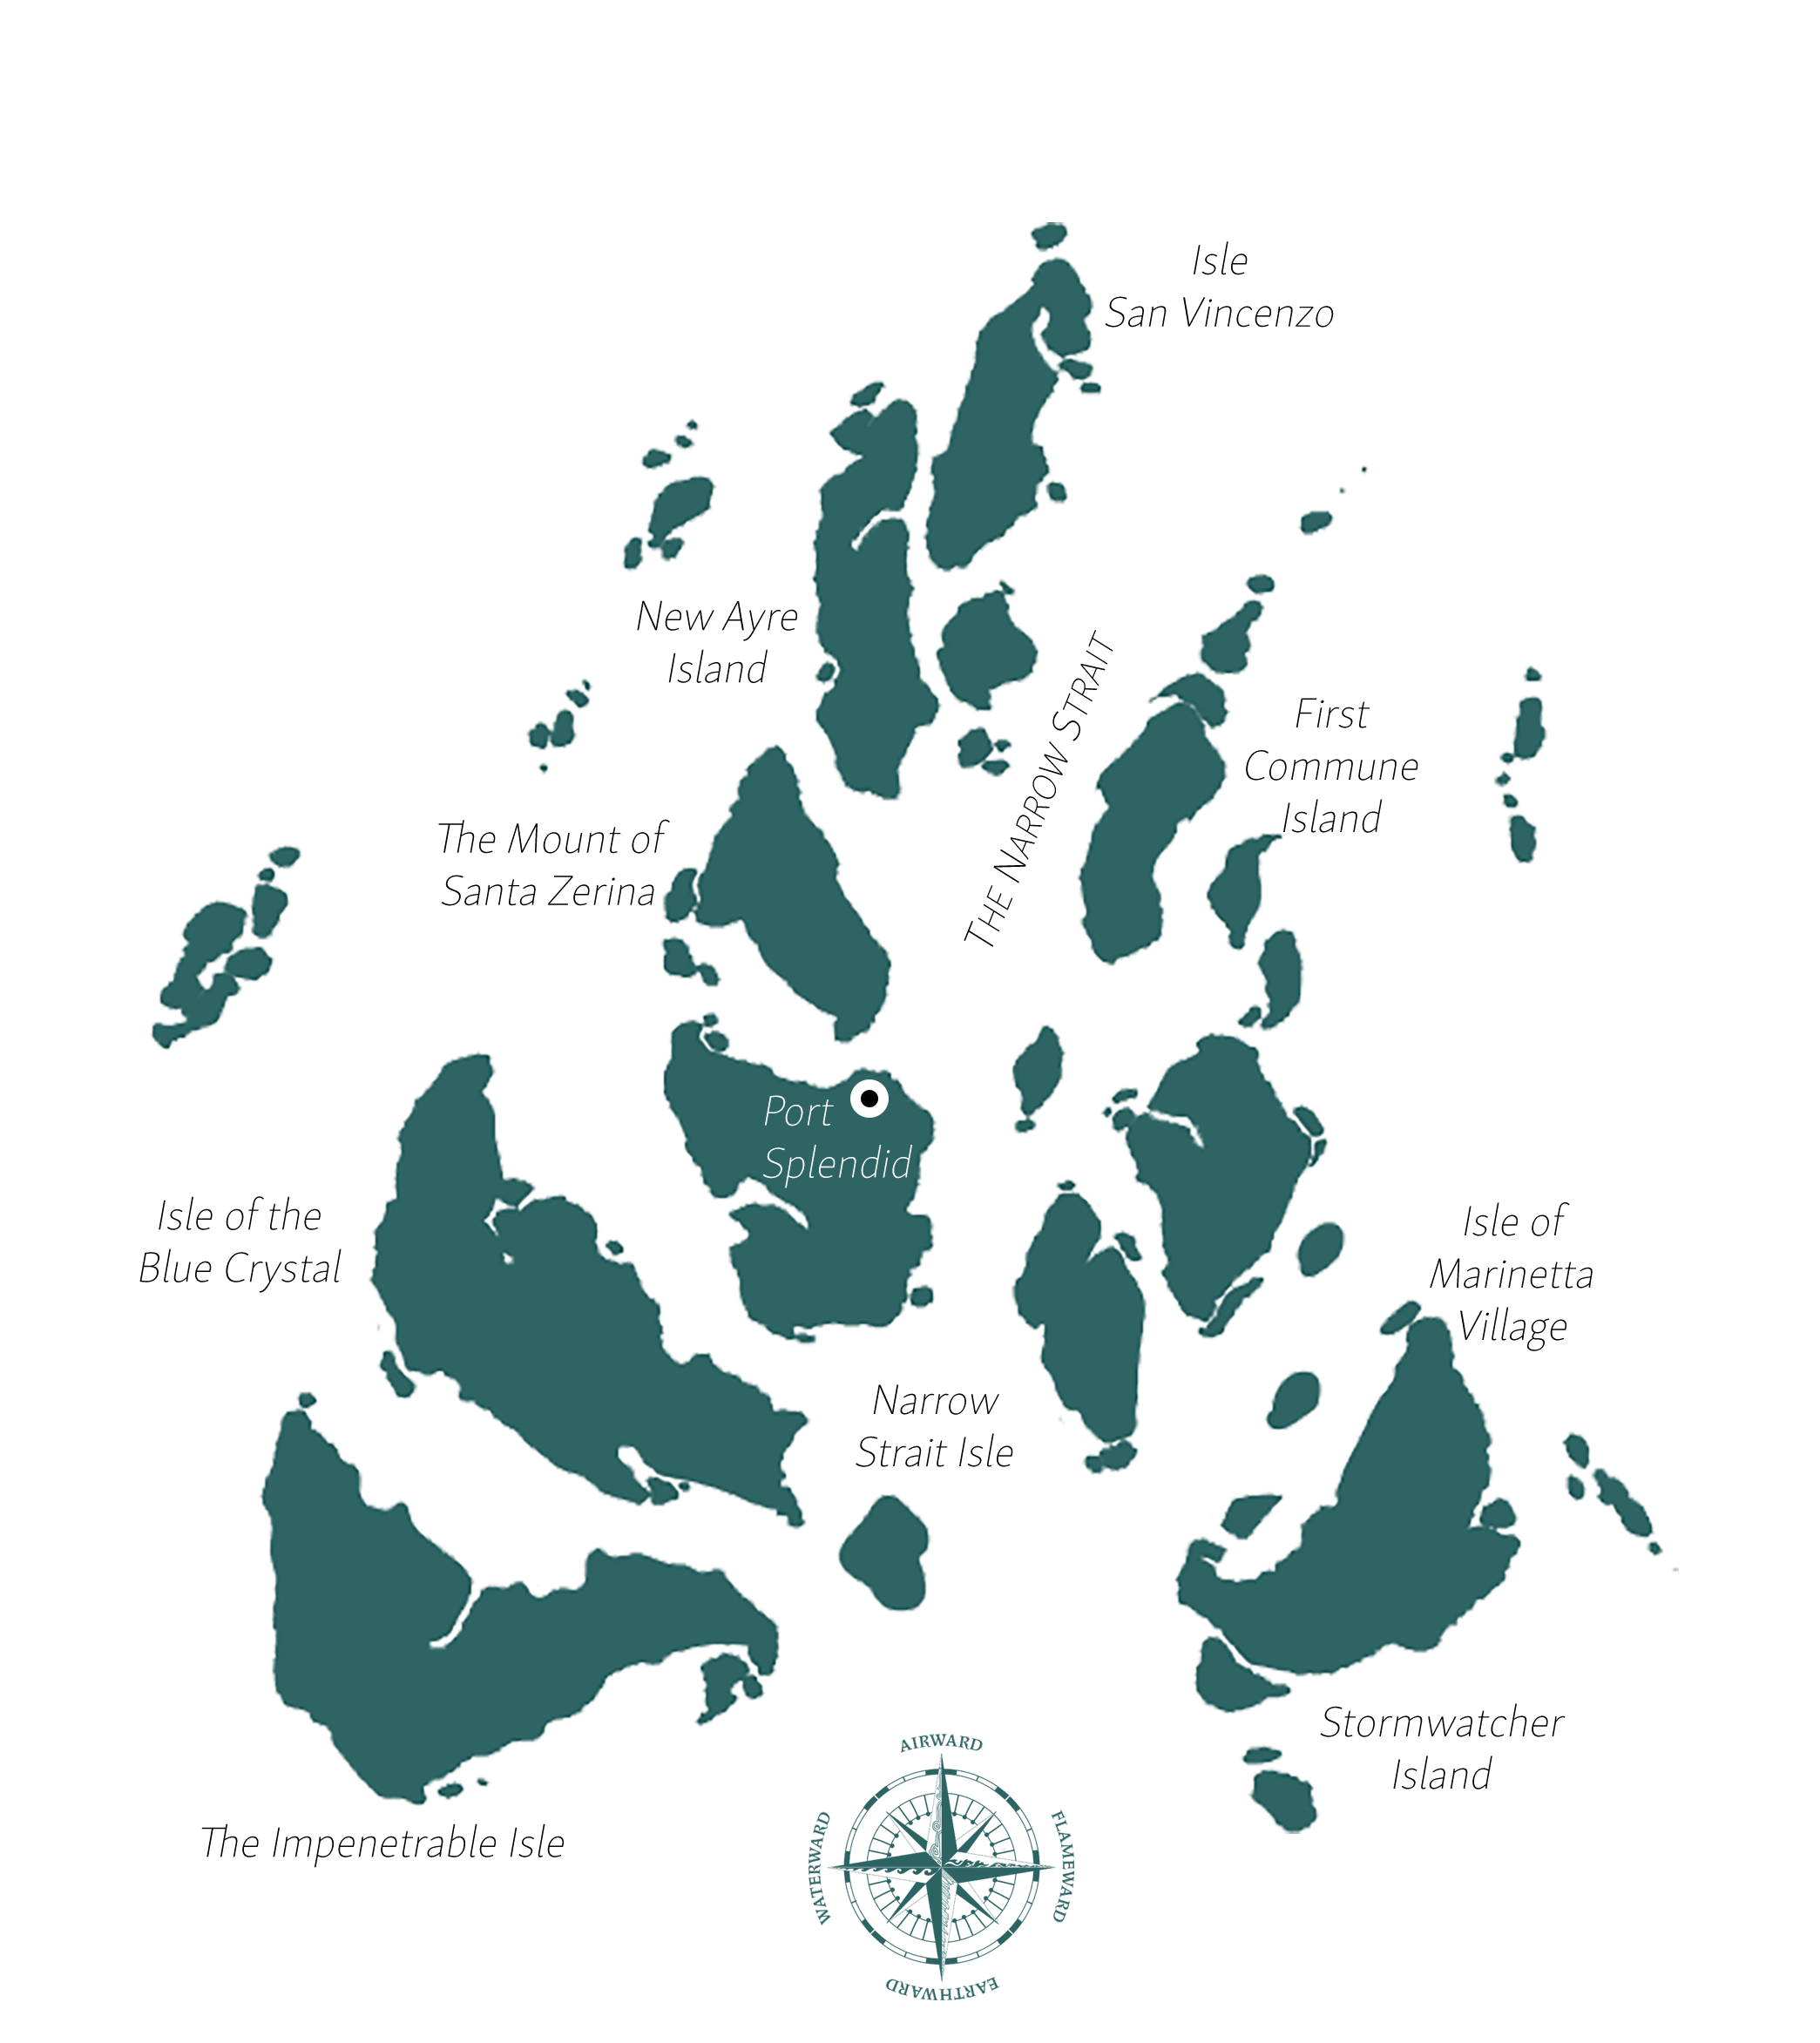 Isle
San Vincenzo
New Ayre
Island
THE NARROW STRAIT
First
Commune
Island
The Mount of
Santa Zerina
Port
Splendid
Isle of the
Blue Crystal
Isle of
Marinetta
Village
Narrow
Strait Isle
Stormwatcher
Island
The Impenetrable Isle
AIRWARD
WATERWARD
FLAMEWARD
EARTHWARD